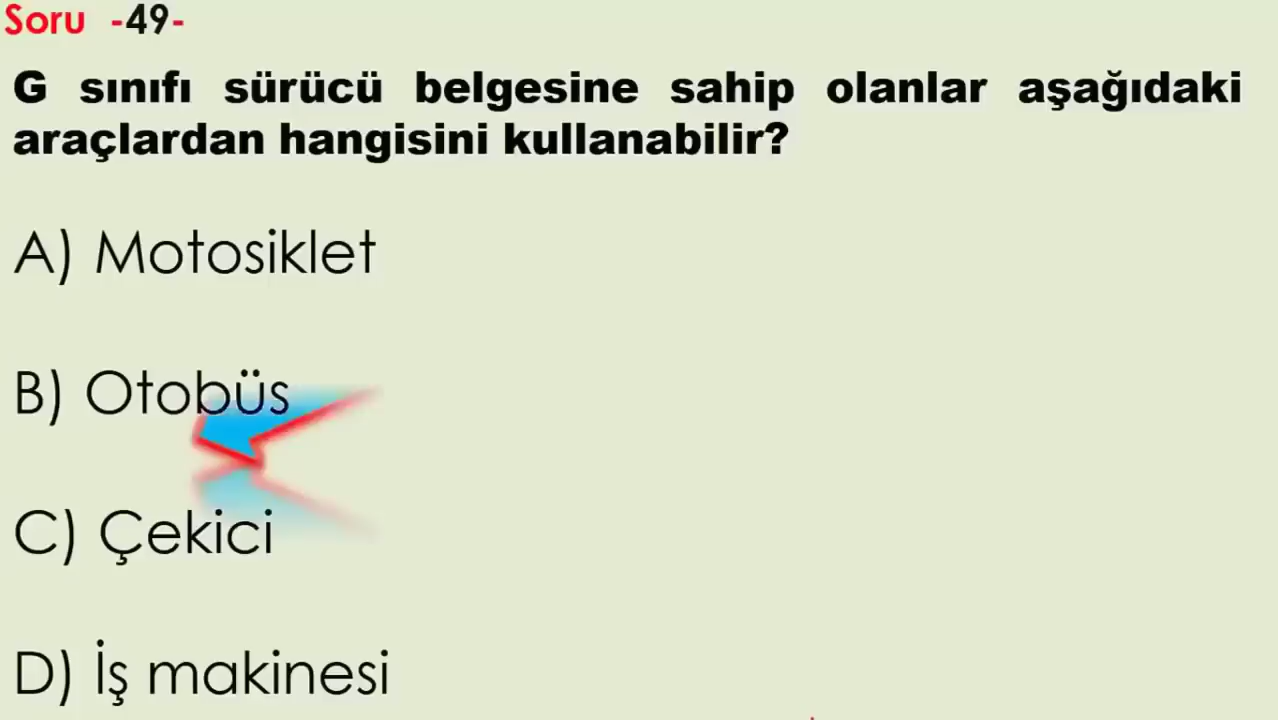 Soru -49-
G sınıfı sürücü belgesine sahip olanlar aşağıdaki
araçlardan hangisini kullanabilir?
A) Motosiklet
B) Otobüs
C) Çekici
D) İş makinesi